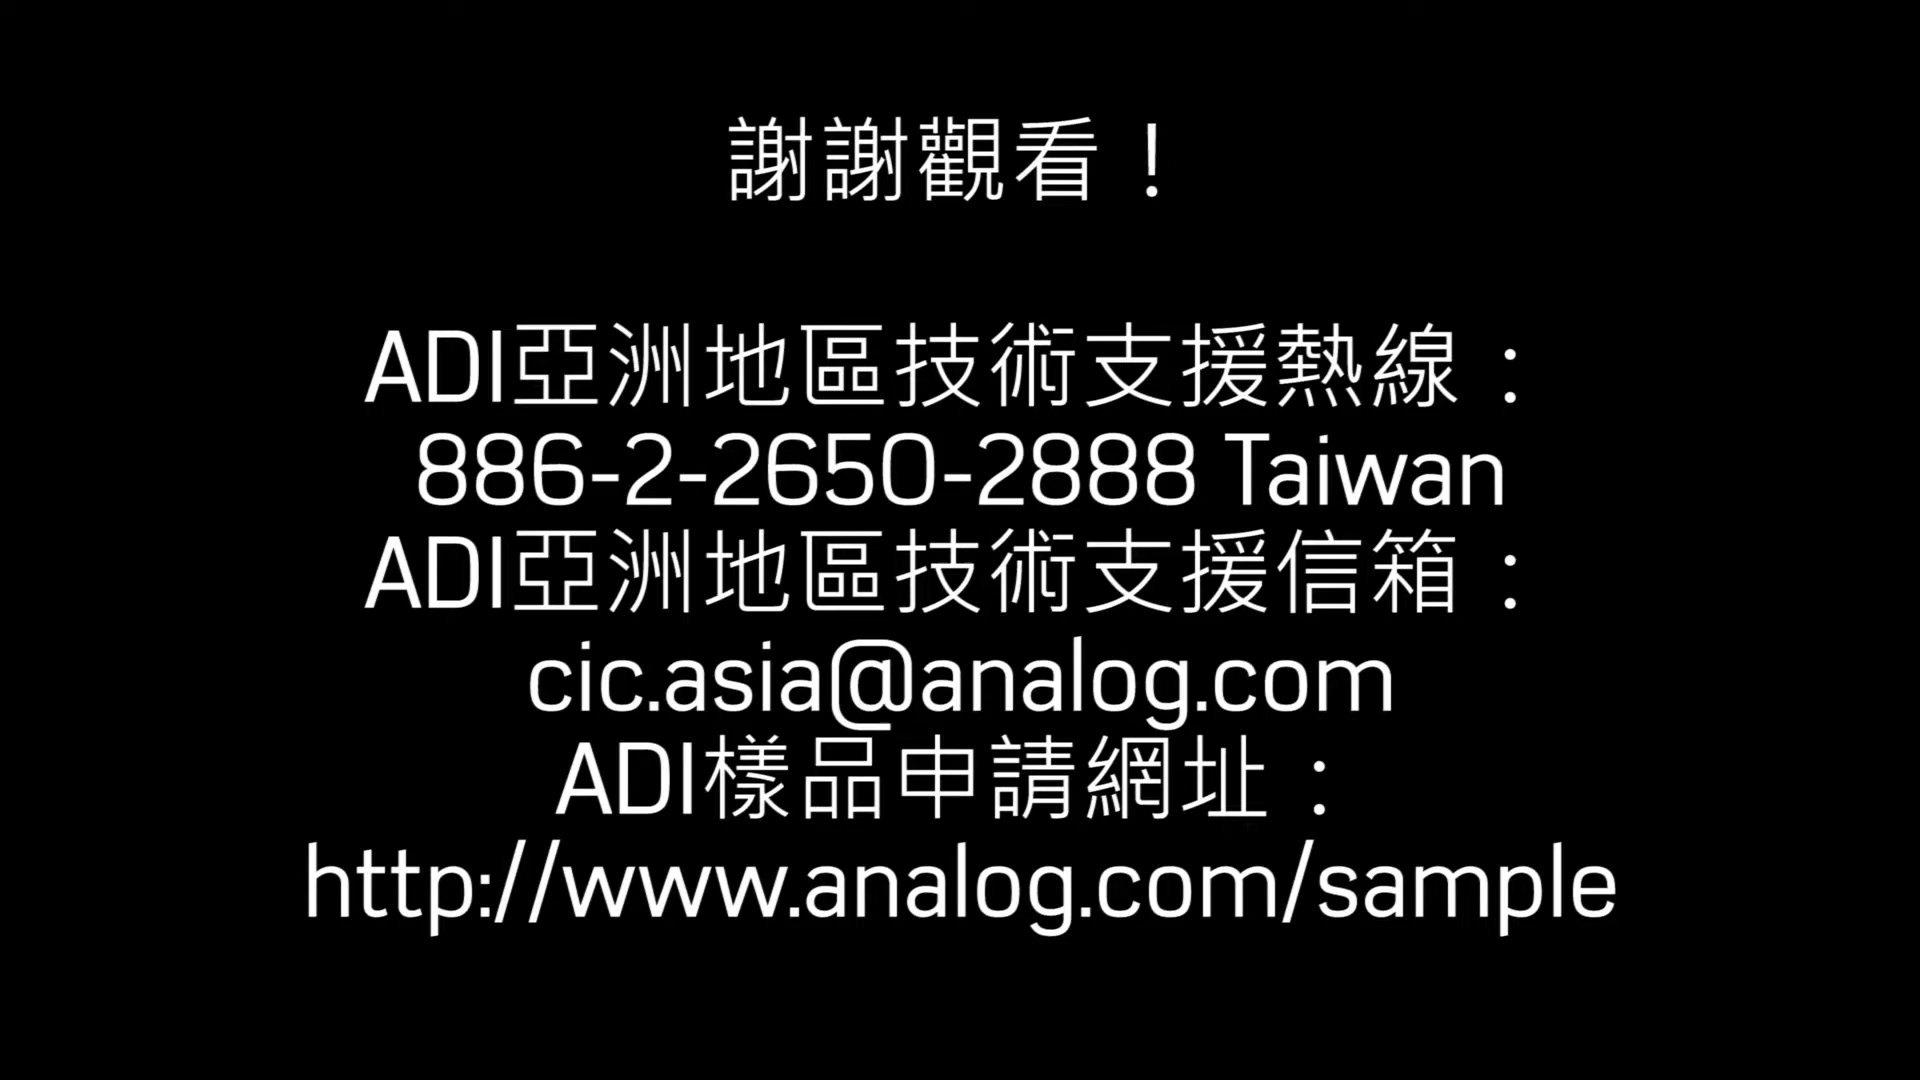 謝謝觀看！
ADI亞洲地區技術支援熱線：
886-2-2650-2888 Taiwan
ADI亞洲地區技術支援信箱：
cic.asia@analog.com
ADI樣品申請網址：
http://www.analog.com/sample